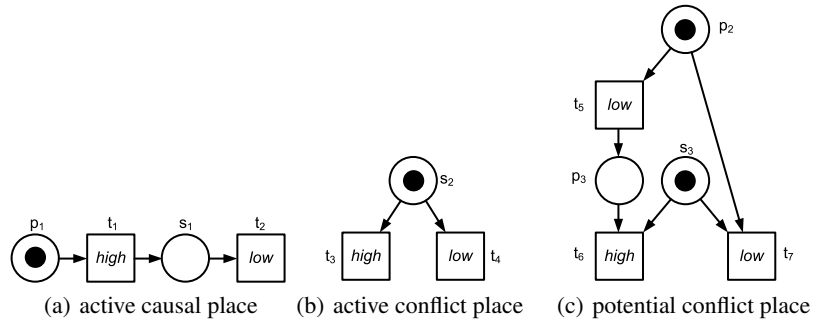 p2
t5
low
p3
s3
s2
p1
t1
s1
t2
high
low
t3
high
low
t4
t6
high
low
t7
(a) active causal place
(b) active conflict place
(c) potential conflict place